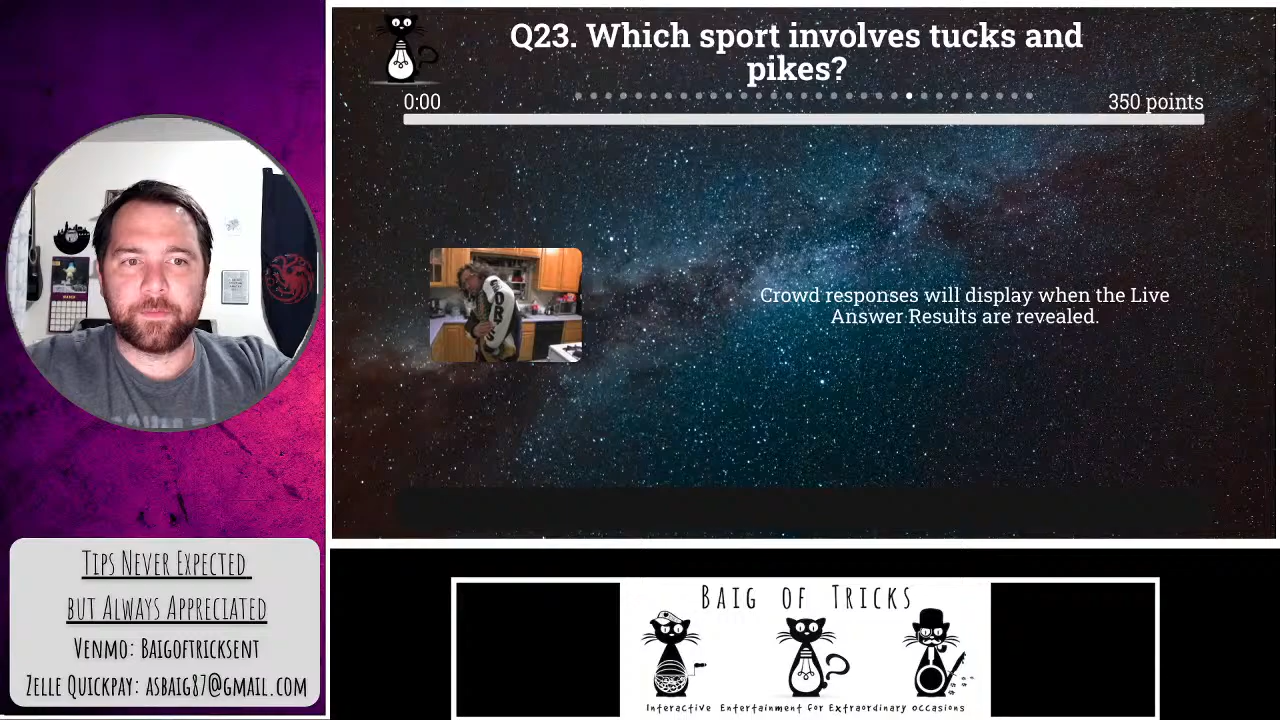 Q23. Which sport involves tucks and
pikes?
0:00
350 points
Crowd responses will display when the Live
Answer Results are revealed.
Tips Never Expected
but Always Appreciated
Venmo: Baigoftricksent
Zelle Quickpay: asbaig87@gmail.com
Baig of Tricks
Interactive Entertainment for Extraordinary Occasions